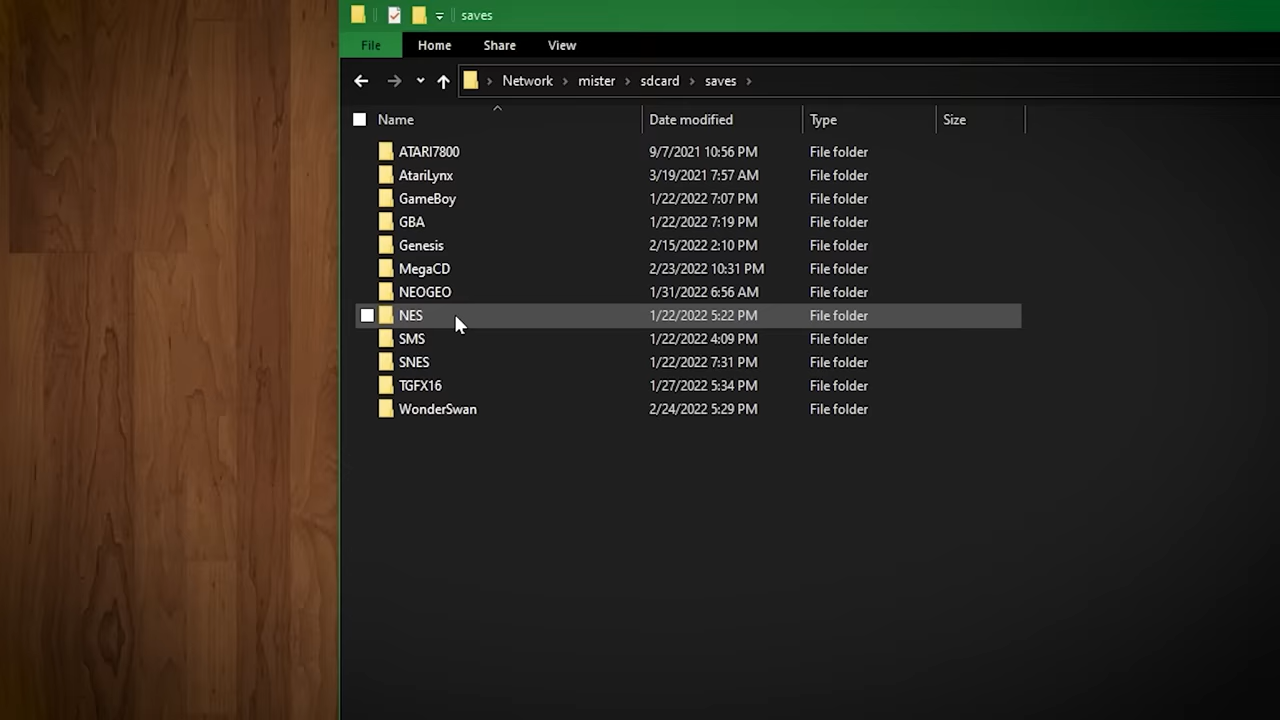 saves
File Home Share View
Network mister sdcard saves
Name Date modified Type Size
ATARI7800 9/7/2021 10:56 PM File folder
AtariLynx 3/19/2021 7:57 AM File folder
GameBoy 1/22/2022 7:07 PM File folder
GBA 1/22/2022 7:19 PM File folder
Genesis 2/15/2022 2:10 PM File folder
MegaCD 2/23/2022 10:31 PM File folder
NEOGEO 1/31/2022 6:56 AM File folder
NES 1/22/2022 5:22 PM File folder
SMS 1/22/2022 4:09 PM File folder
SNES 1/22/2022 7:31 PM File folder
TGFX16 1/27/2022 5:34 PM File folder
WonderSwan 2/24/2022 5:29 PM File folder